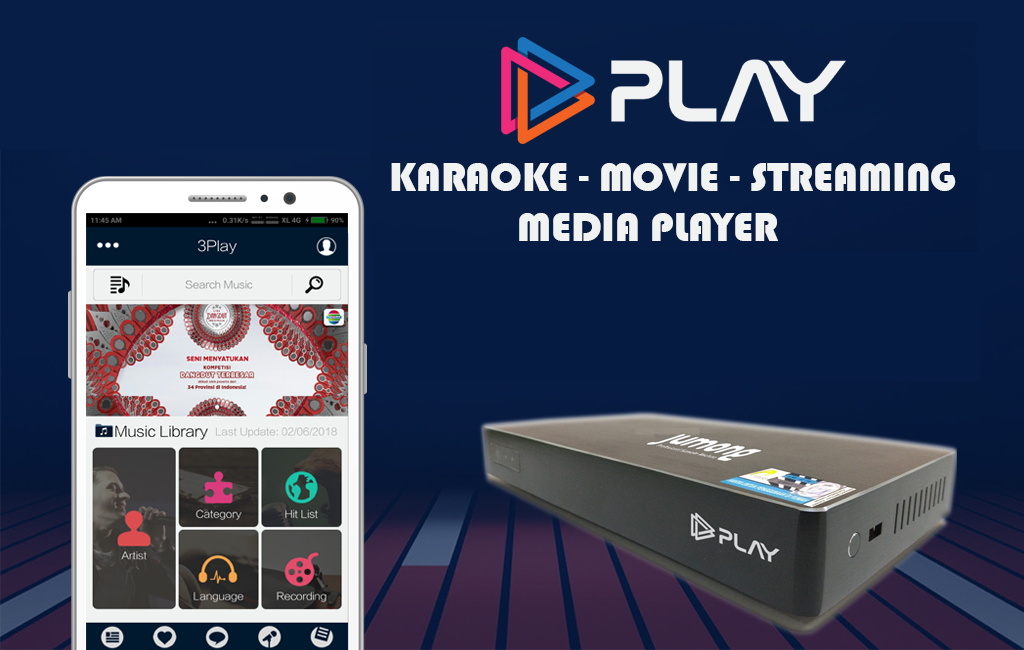 PLAY
KARAOKE - MOVIE - STREAMING
MEDIA PLAYER
11:45 AM
... 0.31K/s XL 4G 90%
3Play
Search Music
DANGDUT
SENI MENYATUKAN
KOMPETISI
DANGDUT TERBESAR
34 Provinsi di Indonesia!
Music Library Last Update: 02/06/2018
Artist
Category
Hit List
Language
Recording
jumong
PLAY